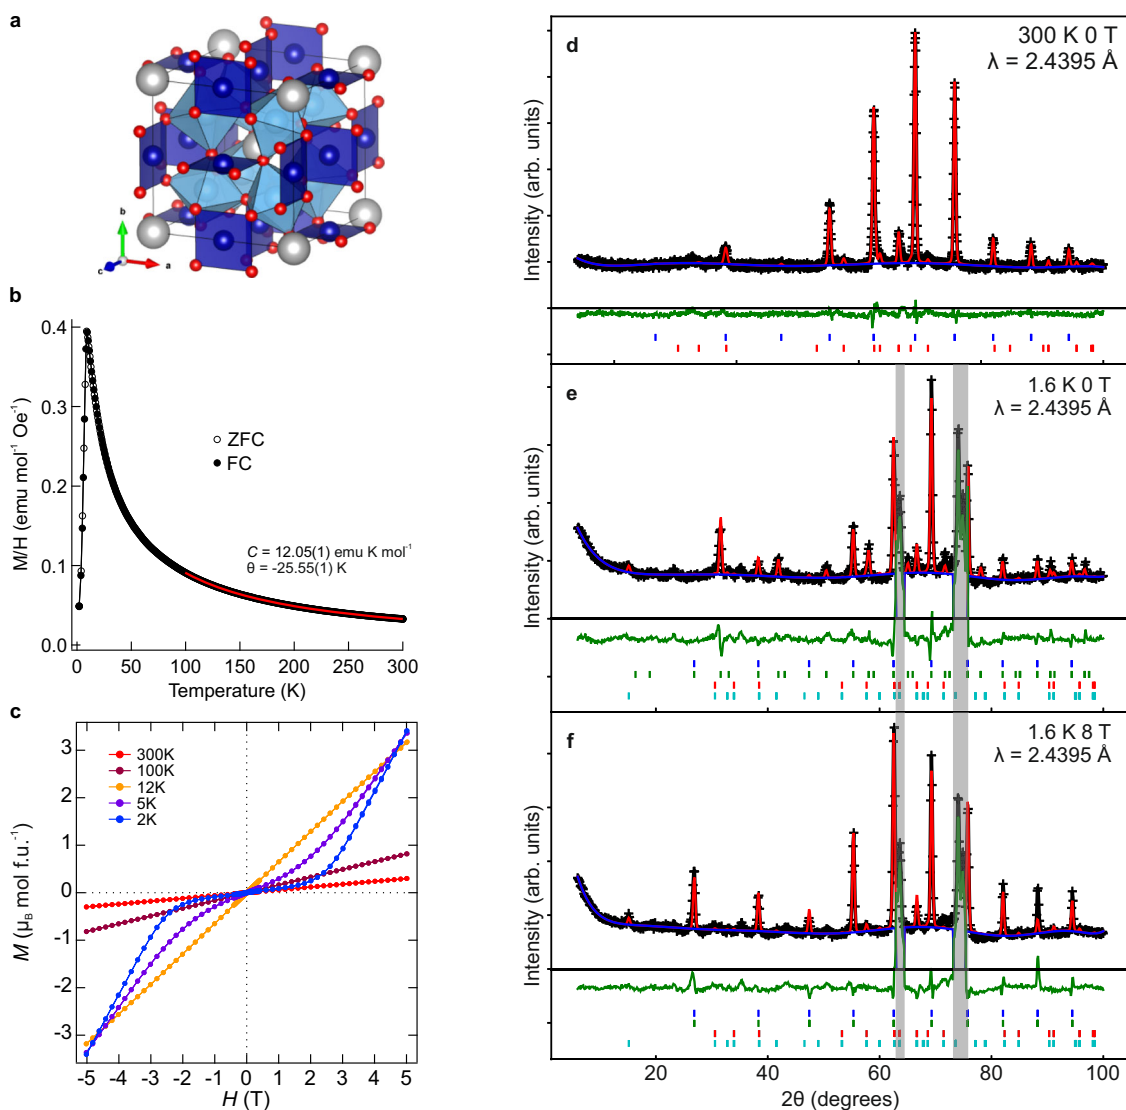 a
b
c
a
b
M/H (emu mol⁻¹ Oe⁻¹)
0.4
0.3
0.2
0.1
0.0
ZFC
FC
C = 12.05(1) emu K mol⁻¹
θ = -25.55(1) K
0 50 100 150 200 250 300
Temperature (K)
c
M (μB mol f.u.⁻¹)
3
2
1
0
-1
-2
-3
300K
100K
12K
5K
2K
-5 -4 -3 -2 -1 0 1 2 3 4 5
H (T)
d
300 K 0 T
λ = 2.4395 Å
Intensity (arb. units)
e
1.6 K 0 T
λ = 2.4395 Å
Intensity (arb. units)
f
1.6 K 8 T
λ = 2.4395 Å
Intensity (arb. units)
20 40 60 80 100
2θ (degrees)